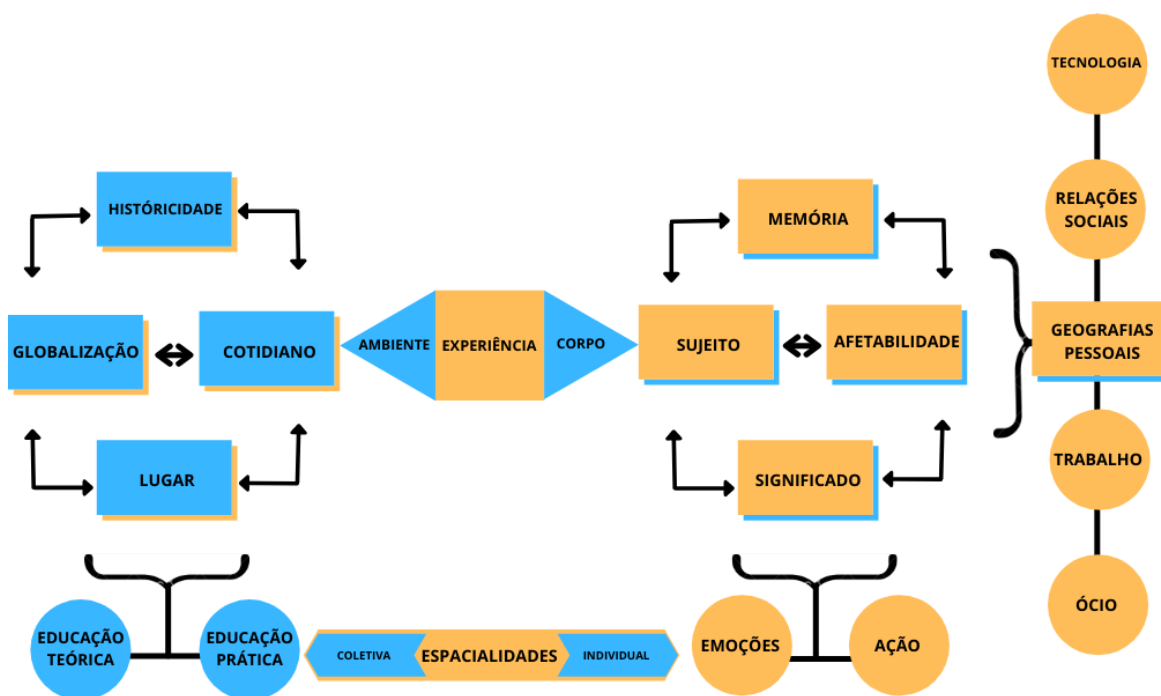 TECNOLOGIA
HISTÓRICIDADE
MEMÓRIA
RELAÇÕES
SOCIAIS
GLOBALIZAÇÃO
COTIDIANO
AMBIENTE
EXPERIÊNCIA
CORPO
SUJEITO
AFETABILIDADE
GEOGRAFIAS
PESSOAIS
LUGAR
SIGNIFICADO
TRABALHO
ÓCIO
EDUCAÇÃO
TEÓRICA
EDUCAÇÃO
PRÁTICA
COLETIVA
ESPACIALIDADES
INDIVIDUAL
EMOÇÕES
AÇÃO